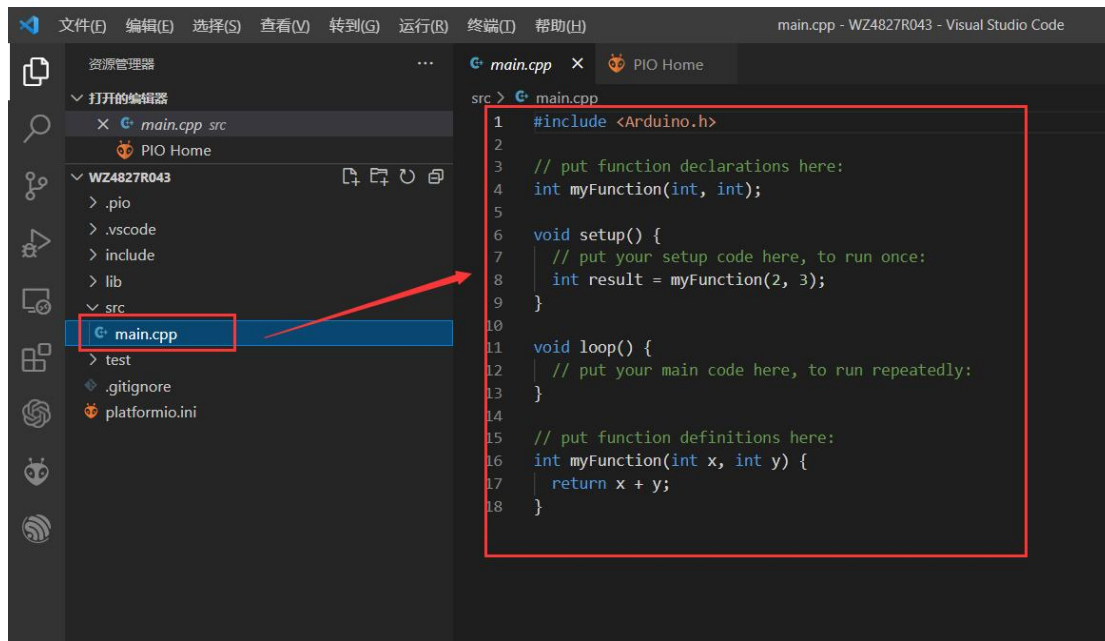 文件(F) 编辑(E) 选择(S) 查看(V) 转到(G) 运行(R) 终端(T) 帮助(H) main.cpp - WZ4827R043 - Visual Studio Code
资源管理器 ...
打开的编辑器
main.cpp src
PIO Home
WZ4827R043
.pio
.vscode
include
lib
src
main.cpp
test
.gitignore
platformio.ini
main.cpp PIO Home
src > main.cpp
1 #include <Arduino.h>
2
3 // put function declarations here:
4 int myFunction(int, int);
5
6 void setup() {
7   // put your setup code here, to run once:
8   int result = myFunction(2, 3);
9 }
10
11 void loop() {
12   // put your main code here, to run repeatedly:
13 }
14
15 // put function definitions here:
16 int myFunction(int x, int y) {
17   return x + y;
18 }